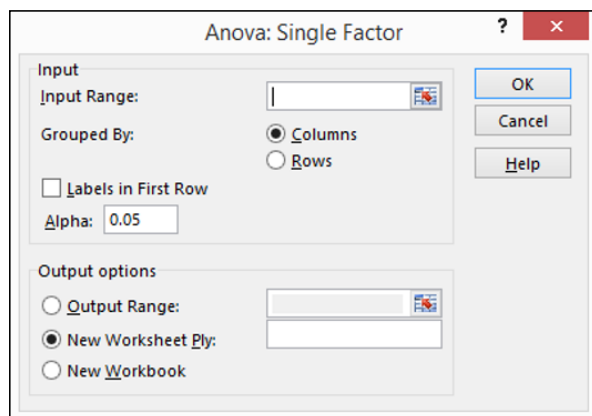 Anova: Single Factor
?
Input
Input Range:
OK
Grouped By:
Columns
Cancel
Rows
Help
Labels in First Row
Alpha: 0.05
Output options
Output Range:
New Worksheet Ply:
New Workbook